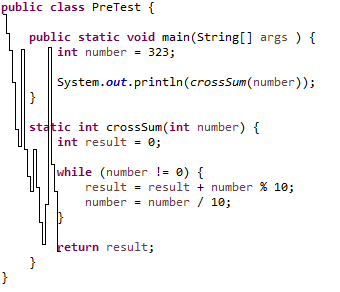 public class PreTest {
public static void main(String[] args ) {
int number = 323;
System.out.println(crossSum(number));
}
static int crossSum(int number) {
int result = 0;
while (number != 0) {
result = result + number % 10;
number = number / 10;
}
return result;
}
}